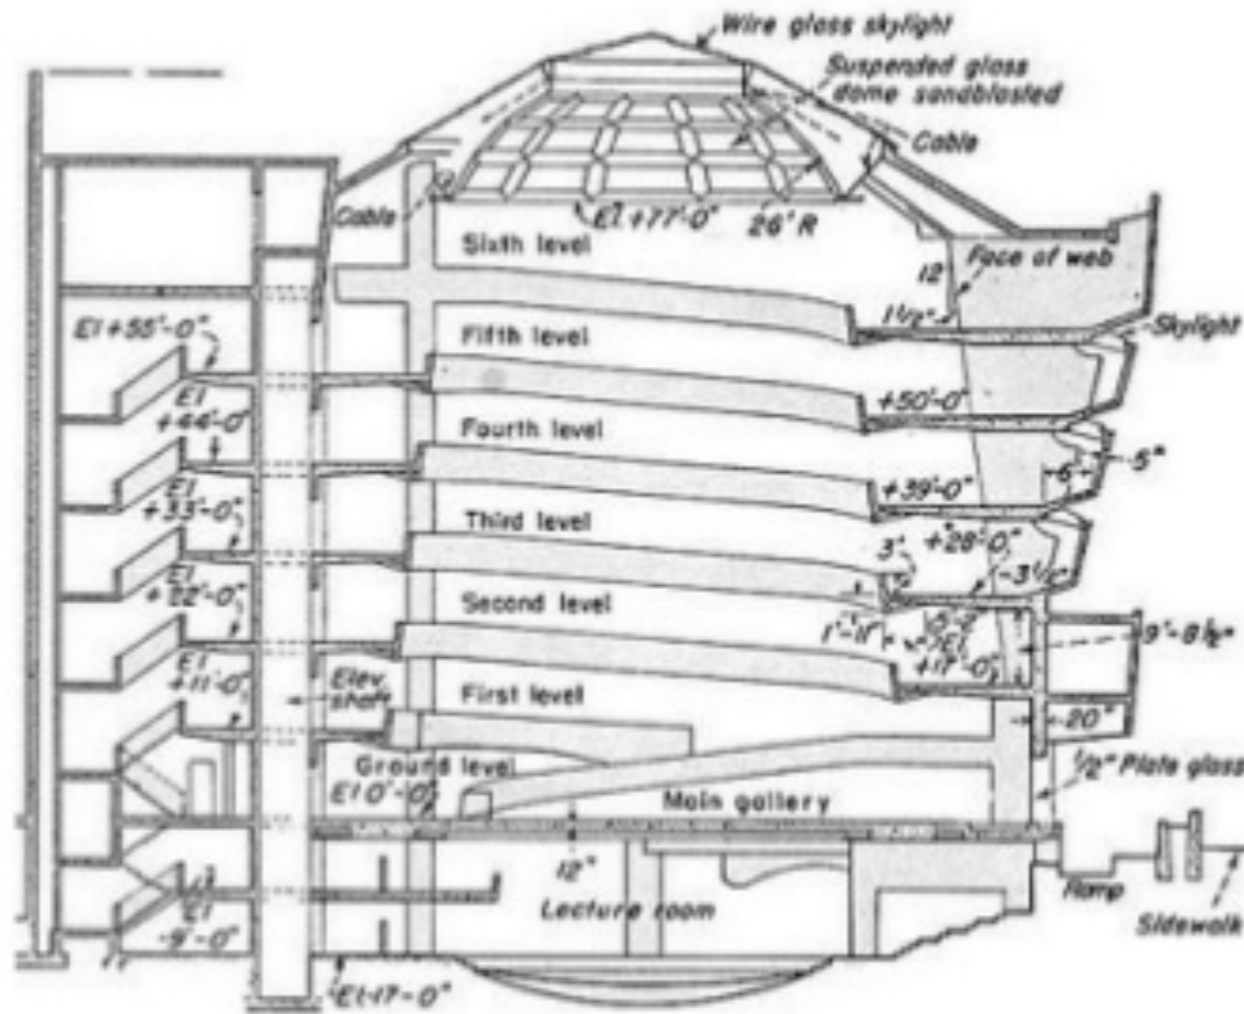 Wire glass skylight
Suspended glass
dome sandblasted
Cable
Cable
El. +77'-0"
26' R
Sixth level
12"
Face of web
1 1/2"
Skylight
El +55'-0"
Fifth level
+50'-0"
El
+44'-0"
Fourth level
5"
6"
+39'-0"
El
+33'-0"
Third level
3"
+28'-0"
El
+22'-0"
Second level
1'-11"
El.
+17'-0"
9'-8 1/2"
El
+11'-0"
Elev.
shaft
First level
20"
Ground level
El 0'-0"
Main gallery
1/2" Plate glass
12"
Lecture room
Ramp
Sidewalk
El
-9'-0"
El-17'-0"